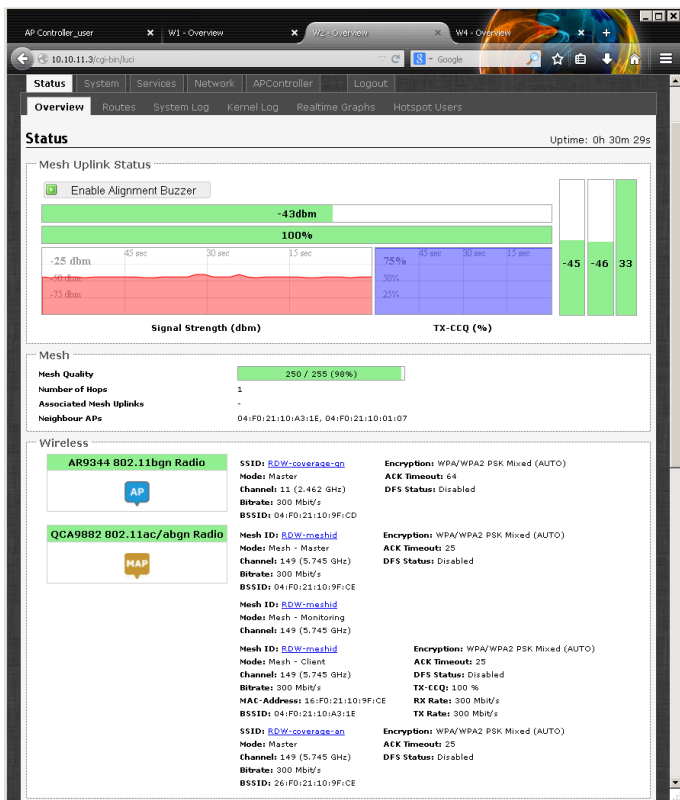 AP Controller_user × W1 - Overview × W2 - Overview × W4 - Overview × +
10.10.11.3/cgi-bin/luci
Google
Status System Services Network APController Logout
Overview Routes System Log Kernel Log Realtime Graphs Hotspot Users
Status
Uptime: 0h 30m 29s
Mesh Uplink Status
Enable Alignment Buzzer
-43dbm
100%
45 sec 30 sec 15 sec
-25 dbm
-50 dbm
-75 dbm
45 sec 30 sec 15 sec
75%
50%
25%
-45 -46 33
Signal Strength (dbm) TX-CCQ (%)
Mesh
Mesh Quality 250 / 255 (98%)
Number of Hops 1
Associated Mesh Uplinks -
Neighbour APs 04:F0:21:10:A3:1E, 04:F0:21:10:01:07
Wireless
AR9344 802.11bgn Radio
AP
SSID: RDW-coverage-gn Encryption: WPA/WPA2 PSK Mixed (AUTO)
Mode: Master ACK Timeout: 64
Channel: 11 (2.462 GHz) DFS Status: Disabled
Bitrate: 300 Mbit/s
BSSID: 04:F0:21:10:9F:CD
QCA9882 802.11ac/abgn Radio
MAP
Mesh ID: RDW-meshid Encryption: WPA/WPA2 PSK Mixed (AUTO)
Mode: Mesh - Master ACK Timeout: 25
Channel: 149 (5.745 GHz) DFS Status: Disabled
Bitrate: 300 Mbit/s
BSSID: 04:F0:21:10:9F:CE
Mesh ID: RDW-meshid
Mode: Mesh - Monitoring
Channel: 149 (5.745 GHz)
Mesh ID: RDW-meshid Encryption: WPA/WPA2 PSK Mixed (AUTO)
Mode: Mesh - Client ACK Timeout: 25
Channel: 149 (5.745 GHz) DFS Status: Disabled
Bitrate: 300 Mbit/s TX-CCQ: 100 %
MAC-Address: 16:F0:21:10:9F:CE RX Rate: 300 Mbit/s
BSSID: 04:F0:21:10:A3:1E TX Rate: 300 Mbit/s
SSID: RDW-coverage-an Encryption: WPA/WPA2 PSK Mixed (AUTO)
Mode: Master ACK Timeout: 25
Channel: 149 (5.745 GHz) DFS Status: Disabled
Bitrate: 300 Mbit/s
BSSID: 26:F0:21:10:9F:CE